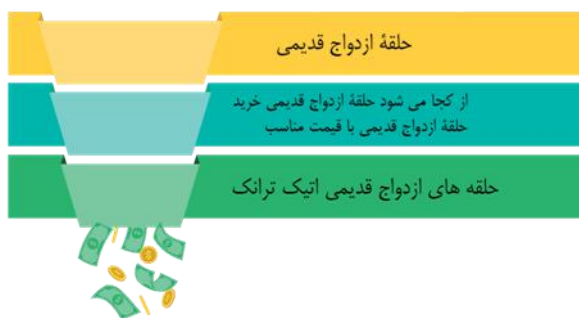 حلقهٔ ازدواج قدیمی
از کجا می شود حلقهٔ ازدواج قدیمی خرید
حلقهٔ ازدواج قدیمی با قیمت مناسب
حلقه های ازدواج قدیمی اتیک ترانک